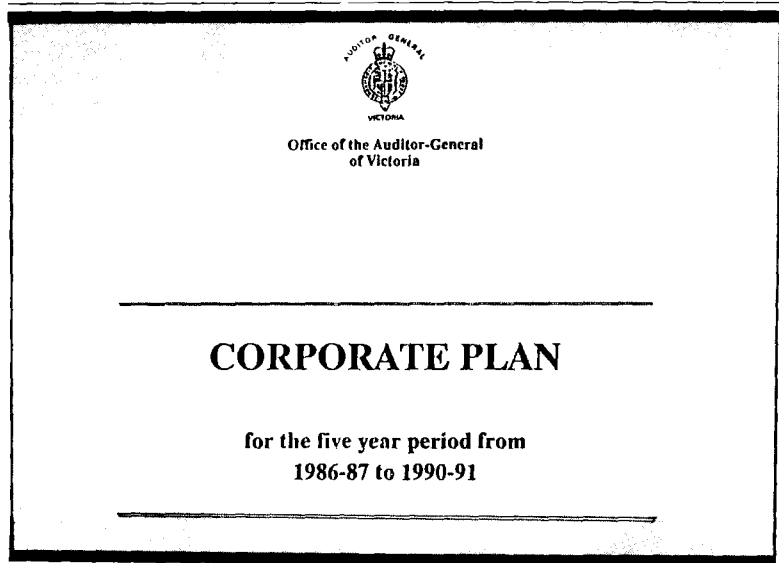 AUDITOR GENERAL
VICTORIA
Office of the Auditor-General
of Victoria
CORPORATE PLAN
for the five year period from
1986-87 to 1990-91